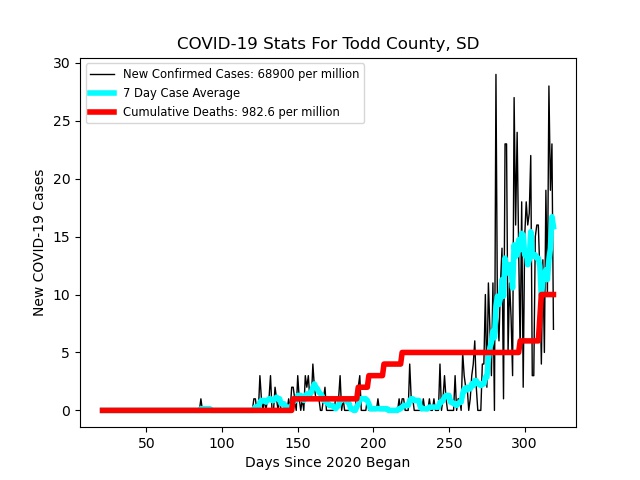 COVID-19 Stats For Todd County, SD
New Confirmed Cases: 68900 per million
7 Day Case Average
Cumulative Deaths: 982.6 per million
New COVID-19 Cases
30
25
20
15
10
5
0
50 100 150 200 250 300
Days Since 2020 Began